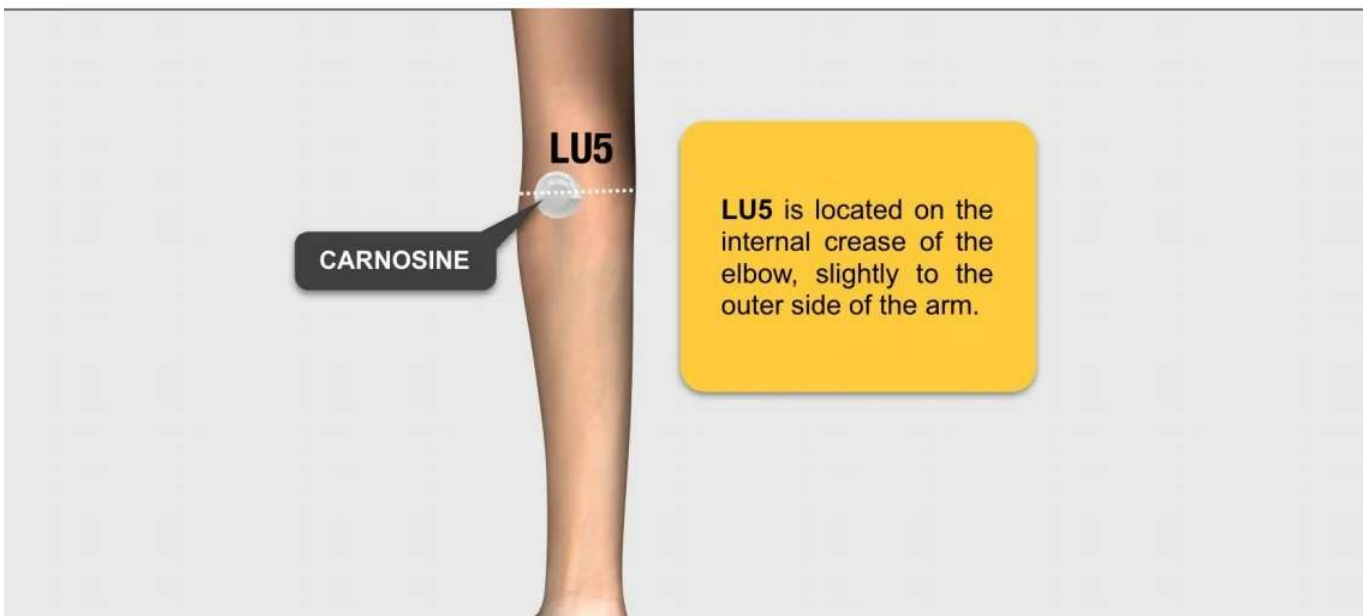 LU5
CARNOSINE
LU5 is located on the
internal crease of the
elbow, slightly to the
outer side of the arm.